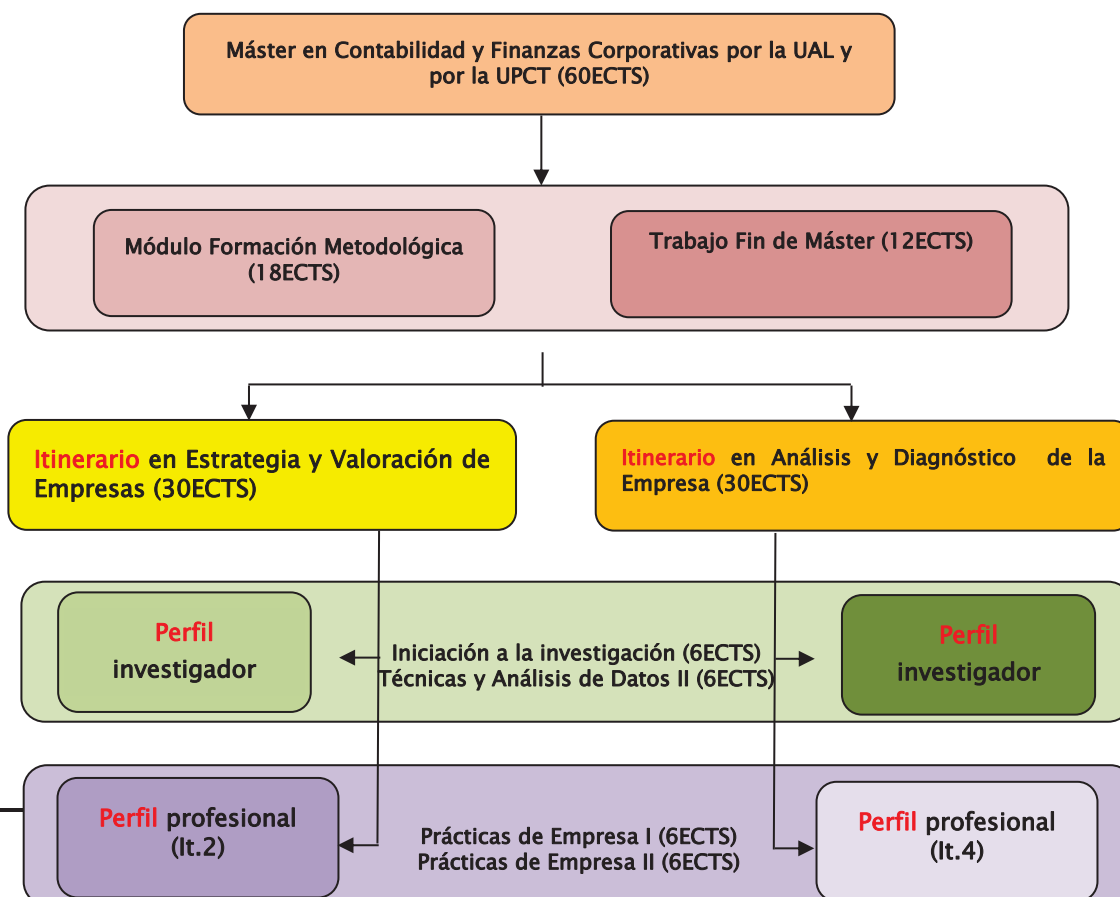 Máster en Contabilidad y Finanzas Corporativas por la UAL y
por la UPCT (60ECTS)
Módulo Formación Metodológica
(18ECTS)
Trabajo Fin de Máster (12ECTS)
Itinerario en Estrategia y Valoración de
Empresas (30ECTS)
Itinerario en Análisis y Diagnóstico de la
Empresa (30ECTS)
Perfil
investigador
Iniciación a la investigación (6ECTS)
Técnicas y Análisis de Datos II (6ECTS)
Perfil
investigador
Perfil profesional
(It.2)
Prácticas de Empresa I (6ECTS)
Prácticas de Empresa II (6ECTS)
Perfil profesional
(It.4)